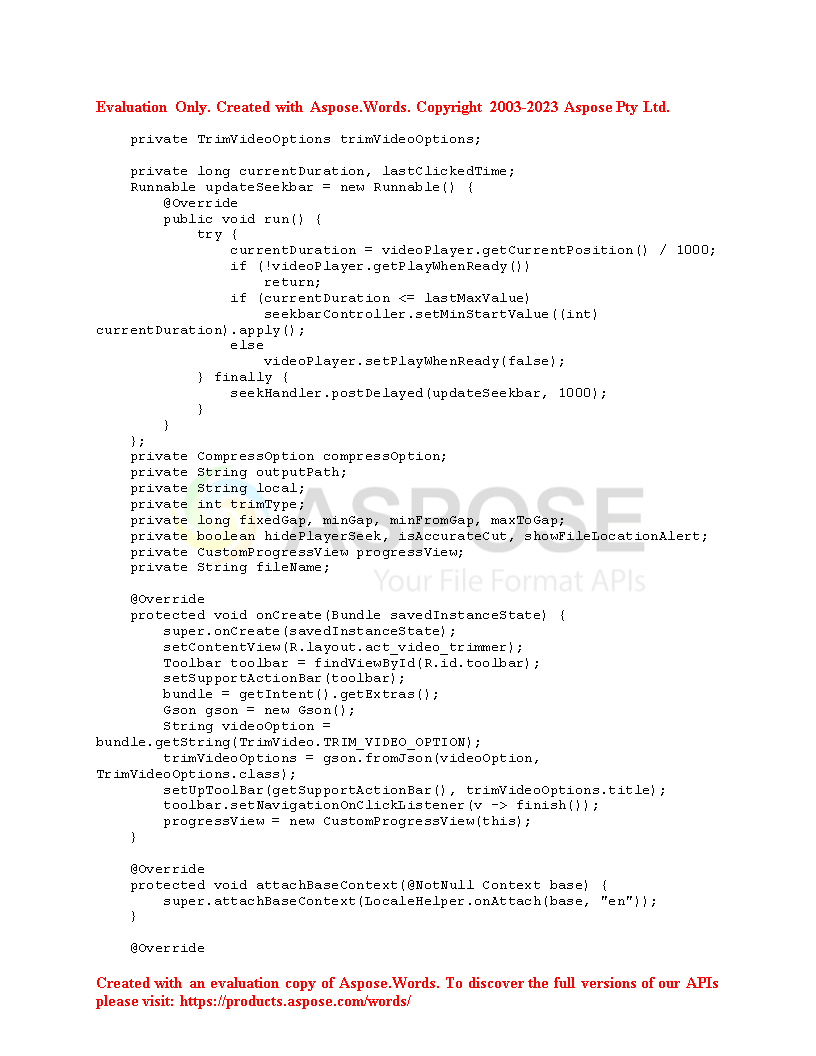 Evaluation Only. Created with Aspose.Words. Copyright 2003-2023 Aspose Pty Ltd.
    private TrimVideoOptions trimVideoOptions;

    private long currentDuration, lastClickedTime;
    Runnable updateSeekbar = new Runnable() {
        @Override
        public void run() {
            try {
                currentDuration = videoPlayer.getCurrentPosition() / 1000;
                if (!videoPlayer.getPlayWhenReady())
                    return;
                if (currentDuration <= lastMaxValue)
                    seekbarController.setMinStartValue((int)
currentDuration).apply();
                else
                    videoPlayer.setPlayWhenReady(false);
            } finally {
                seekHandler.postDelayed(updateSeekbar, 1000);
            }
        }
    };
    private CompressOption compressOption;
    private String outputPath;
    private String local;
    private int trimType;
    private long fixedGap, minGap, minFromGap, maxToGap;
    private boolean hidePlayerSeek, isAccurateCut, showFileLocationAlert;
    private CustomProgressView progressView;
    private String fileName;
ASPOSE
Your File Format APIs

    @Override
    protected void onCreate(Bundle savedInstanceState) {
        super.onCreate(savedInstanceState);
        setContentView(R.layout.act_video_trimmer);
        Toolbar toolbar = findViewById(R.id.toolbar);
        setSupportActionBar(toolbar);
        bundle = getIntent().getExtras();
        Gson gson = new Gson();
        String videoOption =
bundle.getString(TrimVideo.TRIM_VIDEO_OPTION);
        trimVideoOptions = gson.fromJson(videoOption,
TrimVideoOptions.class);
        setUpToolBar(getSupportActionBar(), trimVideoOptions.title);
        toolbar.setNavigationOnClickListener(v -> finish());
        progressView = new CustomProgressView(this);
    }

    @Override
    protected void attachBaseContext(@NotNull Context base) {
        super.attachBaseContext(LocaleHelper.onAttach(base, "en"));
    }

    @Override
Created with an evaluation copy of Aspose.Words. To discover the full versions of our APIs
please visit: https://products.aspose.com/words/